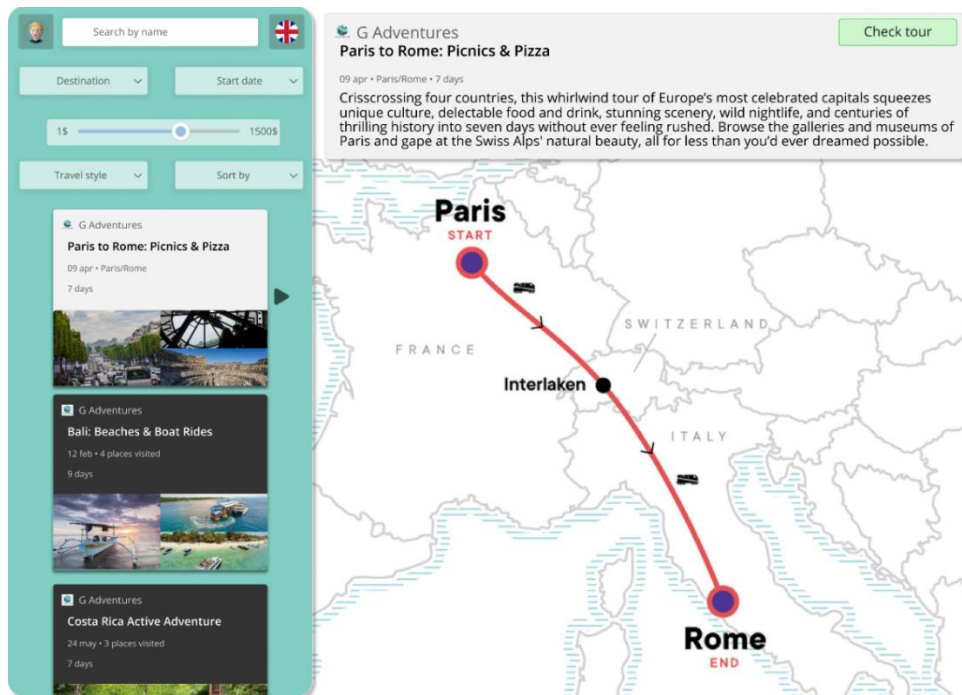 Search by name
Destination
Start date
1$
1500$
Travel style
Sort by
G Adventures
Paris to Rome: Picnics & Pizza
09 apr • Paris/Rome
7 days
G Adventures
Bali: Beaches & Boat Rides
12 feb • 4 places visited
9 days
G Adventures
Costa Rica Active Adventure
24 may • 3 places visited
7 days
G Adventures
Check tour
Paris to Rome: Picnics & Pizza
09 apr • Paris/Rome • 7 days
Crisscrossing four countries, this whirlwind tour of Europe’s most celebrated capitals squeezes
unique culture, delectable food and drink, stunning scenery, wild nightlife, and centuries of
thrilling history into seven days without ever feeling rushed. Browse the galleries and museums of
Paris and gape at the Swiss Alps' natural beauty, all for less than you’d ever dreamed possible.
Paris
START
SWITZERLAND
FRANCE
Interlaken
ITALY
Rome
END